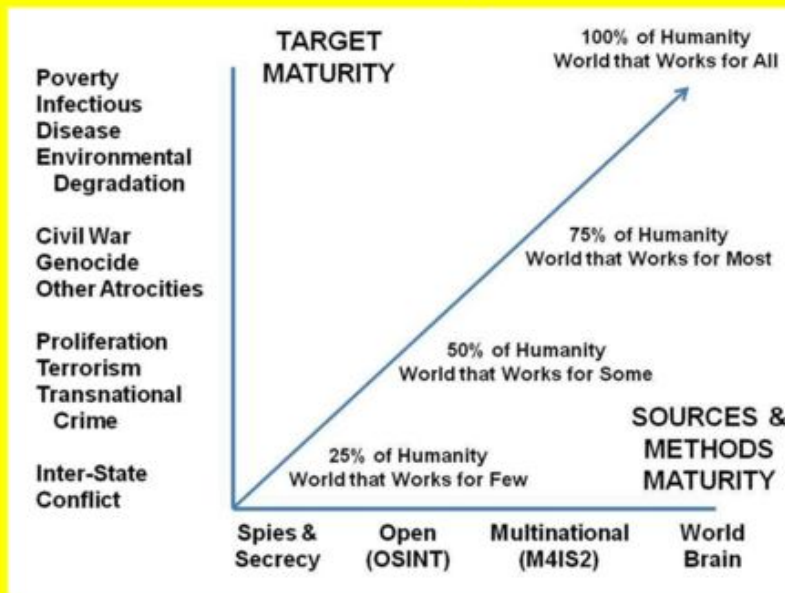 TARGET
MATURITY
100% of Humanity
World that Works for All
Poverty
Infectious
Disease
Environmental
Degradation
Civil War
Genocide
Other Atrocities
75% of Humanity
World that Works for Most
Proliferation
Terrorism
Transnational
Crime
50% of Humanity
World that Works for Some
Inter-State
Conflict
25% of Humanity
World that Works for Few
SOURCES &
METHODS
MATURITY
Spies &
Secrecy
Open
(OSINT)
Multinational
(M4IS2)
World
Brain